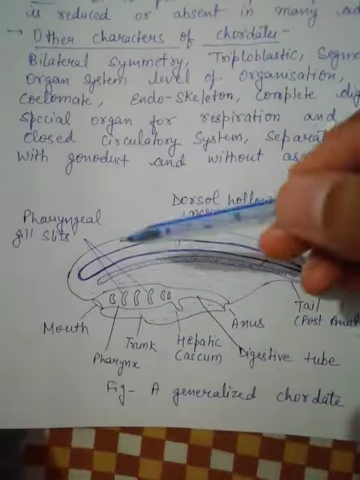 is reduced or absent in many
→ Other characters of chordates-
Bilateral symmetry, Triploblastic,
Organ system level of organisation,
coelomate, endo-skeleton, complete
special organ for respiration and
closed circulatory System,
with gonoduct and without
Dorsol hollow
Pharyngeal
gill slits
Tail
(Post
Mouth
Trunk
Hepatic
Caecum
Anus
Pharynx
Digestive tube
Fig- A generalized chordate